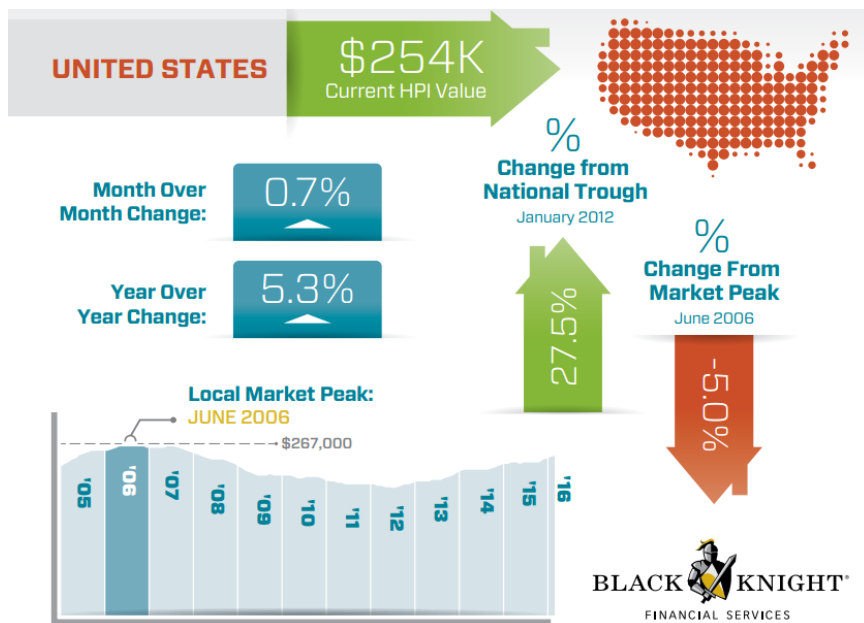 UNITED STATES
$254K
Current HPI Value
%
Change from
National Trough
January 2012
Month Over
Month Change:
0.7%
%
Change From
Market Peak
June 2006
Year Over
Year Change:
5.3%
27.5%
-5.0%
Local Market Peak:
JUNE 2006
$267,000
'05
'06
'07
'08
'09
'10
'11
'12
'13
'14
'15
'16
BLACK KNIGHT®
FINANCIAL SERVICES